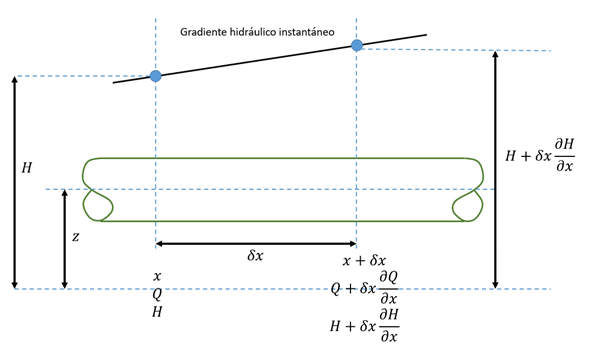 Gradiente hidráulico instantáneo
H
H + δx ∂H/∂x
z
δx
x
Q
H
x + δx
Q + δx ∂Q/∂x
H + δx ∂H/∂x